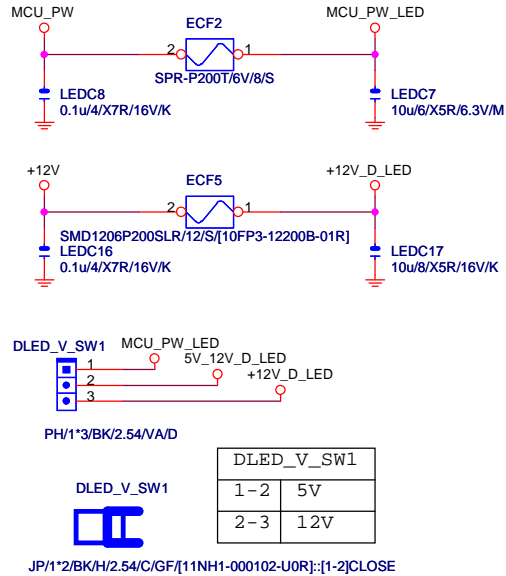 MCU_PW
ECF2
MCU_PW_LED
2
1
SPR-P200T/6V/8/S
LEDC8
0.1u/4/X7R/16V/K
LEDC7
10u/6/X5R/6.3V/M
+12V
ECF5
+12V_D_LED
2
1
SMD1206P200SLR/12/S/[10FP3-12200B-01R]
LEDC16
0.1u/4/X7R/16V/K
LEDC17
10u/8/X5R/16V/K
DLED_V_SW1
MCU_PW_LED
5V_12V_D_LED
+12V_D_LED
1
2
3
PH/1*3/BK/2.54/VA/D
DLED_V_SW1
DLED_V_SW1
1-2 5V
2-3 12V
JP/1*2/BK/H/2.54/C/GF/[11NH1-000102-U0R]::[1-2]CLOSE